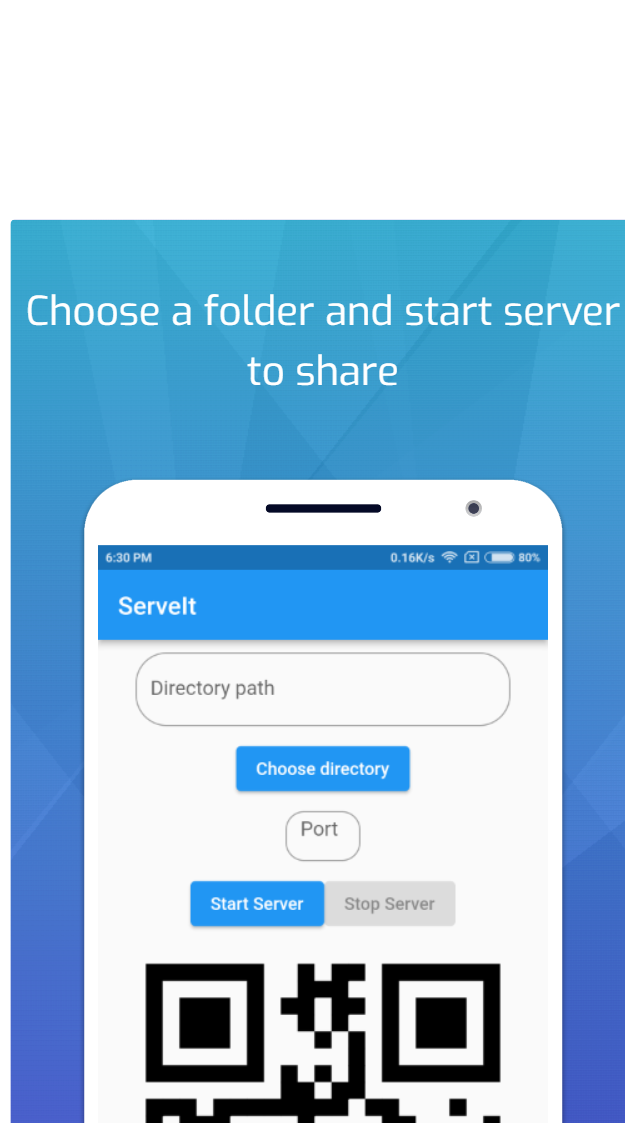 Choose a folder and start server
to share
6:30 PM 0.16K/s 80%
ServeIt
Directory path
Choose directory
Port
Start Server Stop Server